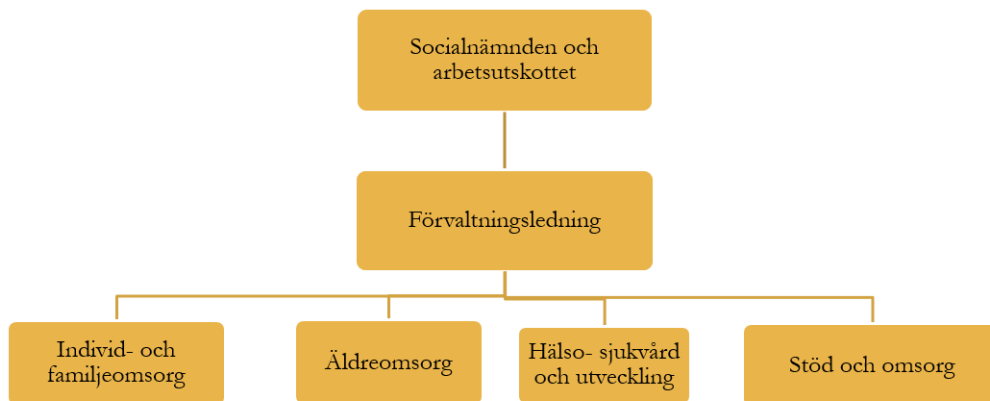 Socialnämnden och
arbetsutskottet
Förvaltningsledning
Individ- och
familjeomsorg
Äldreomsorg
Hälso- sjukvård
och utveckling
Stöd och omsorg